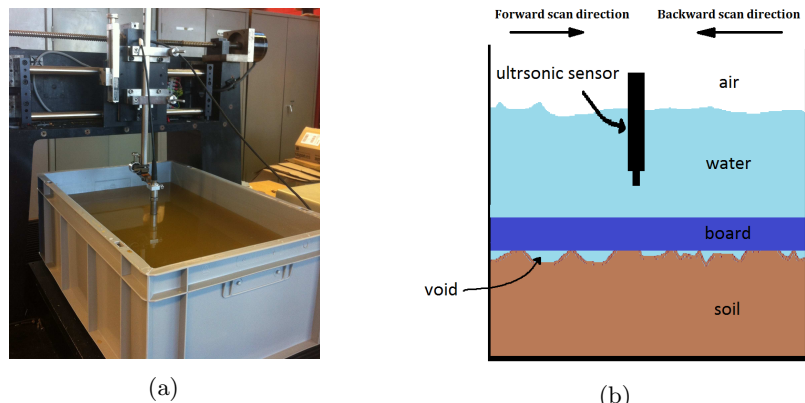 Forward scan direction
Backward scan direction
ultrsonic sensor
air
water
board
void
soil
(a)
(b)